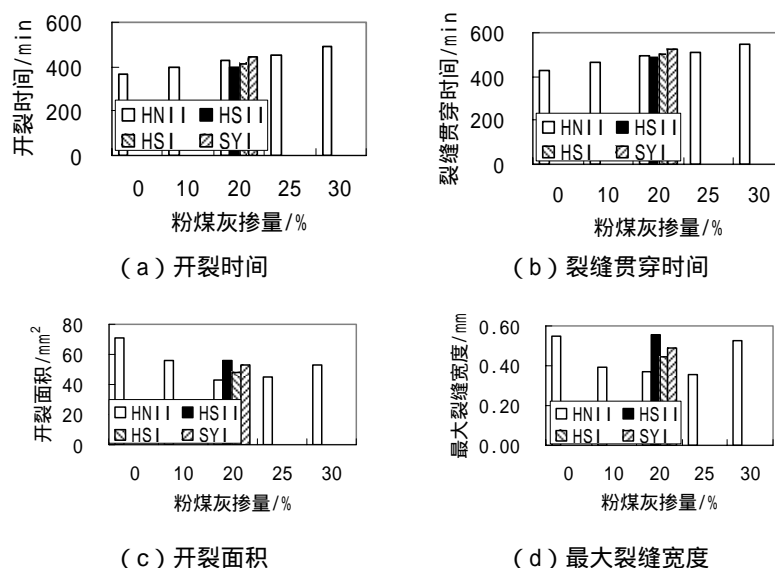 600
400
200
0
开裂时间/min
HNⅡ HSⅡ
HSⅠ SYⅠ
0 10 20 25 30
粉煤灰掺量/%
(a)开裂时间
600
400
200
0
裂缝贯穿时间/min
HNⅡ HSⅡ
HSⅠ SYⅠ
0 10 20 25 30
粉煤灰掺量/%
(b)裂缝贯穿时间
80
60
40
20
0
开裂面积/mm²
HNⅡ HSⅡ
HSⅠ SYⅠ
0 10 20 25 30
粉煤灰掺量/%
(c)开裂面积
0.60
0.40
0.20
0.00
最大裂缝宽度/mm
HNⅡ HSⅡ
HSⅠ SYⅠ
0 10 20 25 30
粉煤灰掺量/%
(d)最大裂缝宽度